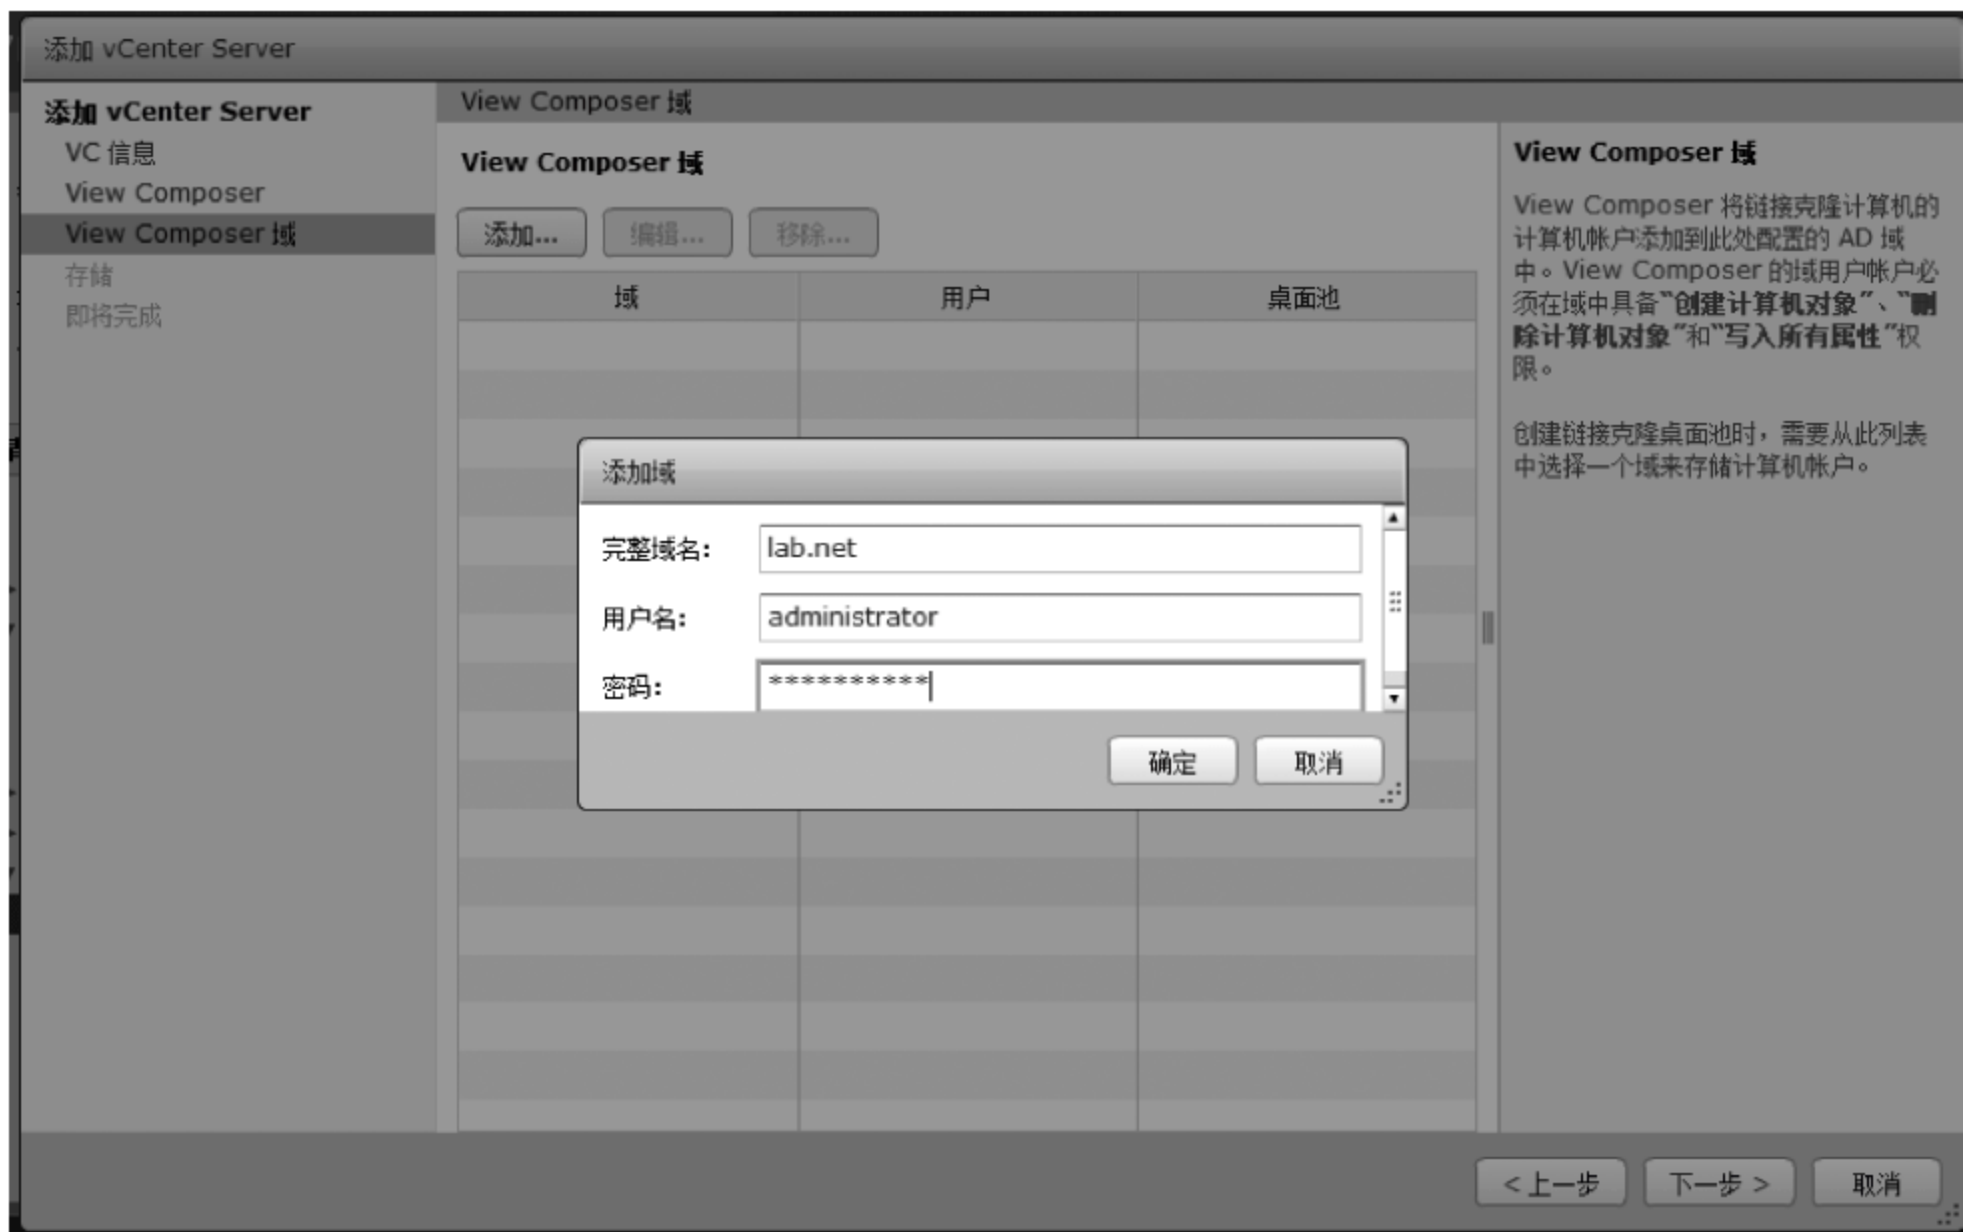 添加 vCenter Server
添加 vCenter Server
VC 信息
View Composer
View Composer 域
存储
即将完成
View Composer 域
View Composer 域
添加...
编辑...
移除...
域
用户
桌面池
添加域
完整域名:
lab.net
用户名:
administrator
密码:
**********
确定
取消
View Composer 域
View Composer 将链接克隆计算机的
计算机帐户添加到此处配置的 AD 域
中。View Composer 的域用户帐户必
须在域中具备“创建计算机对象”、“删
除计算机对象”和“写入所有属性”权
限。
创建链接克隆桌面池时，需要从此列表
中选择一个域来存储计算机帐户。
< 上一步
下一步 >
取消